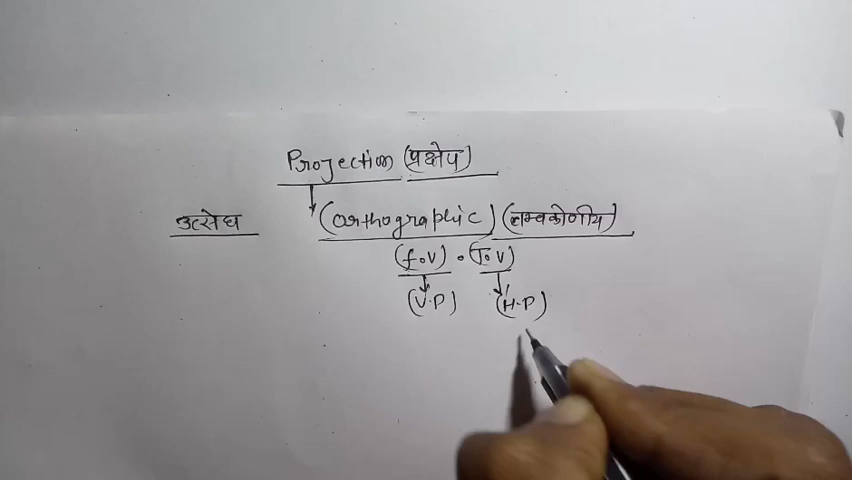 Projection (प्रक्षेप)
उत्सेध (orthographic) (लम्बकोणीय)
(f.v) . (T.v)
(V.P) (H.P)